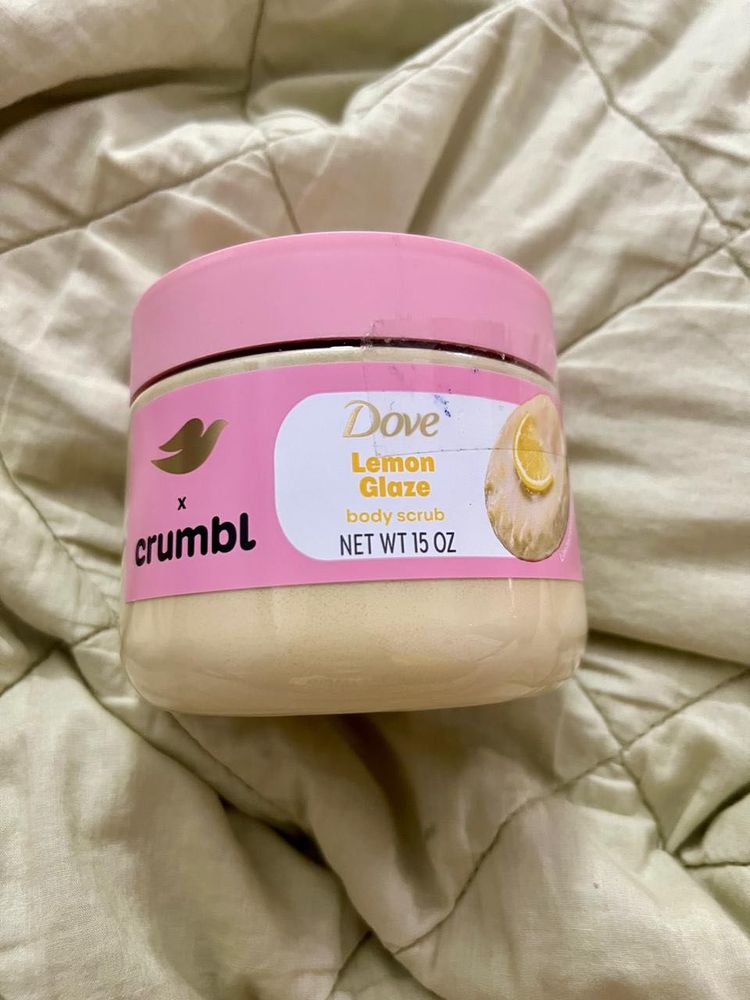 x
crumbl
Dove
Lemon
Glaze
body scrub
NET WT 15 OZ